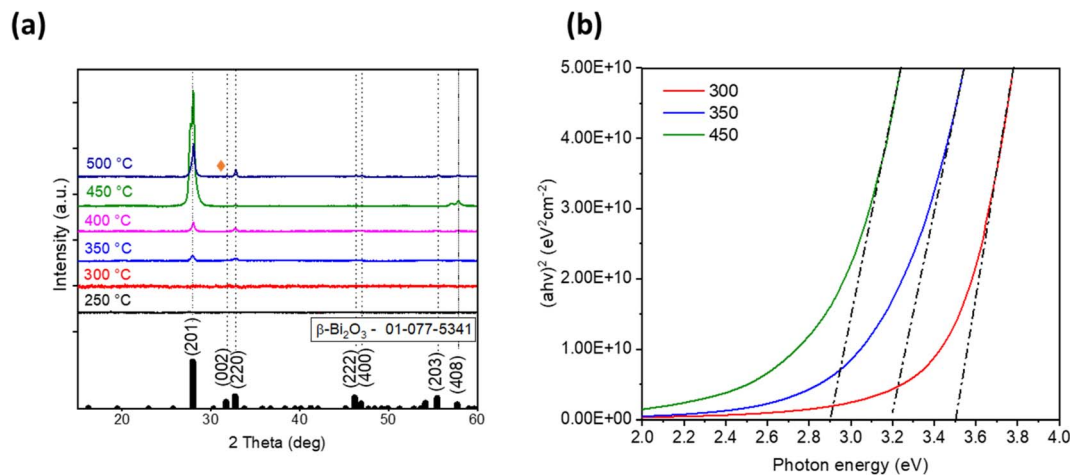 (a)
Intensity (a.u.)
500 °C
450 °C
400 °C
350 °C
300 °C
250 °C
β-Bi₂O₃ - 01-077-5341
(201)
(002)
(220)
(222)
(400)
(203)
(408)
20 30 40 50 60
2 Theta (deg)
(b)
(ahv)² (eV²cm⁻²)
5.00E+10
4.00E+10
3.00E+10
2.00E+10
1.00E+10
0.00E+00
300
350
450
2.0 2.2 2.4 2.6 2.8 3.0 3.2 3.4 3.6 3.8 4.0
Photon energy (eV)